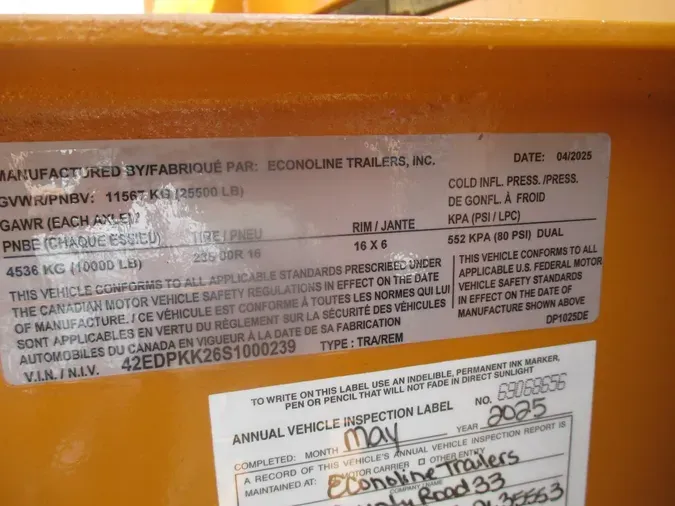 MANUFACTURED BY/FABRIQUÉ PAR: ECONOLINE TRAILERS, INC. DATE: 04/2025
GVWR/PNBV: 11567 KG (25500 LB)
COLD INFL. PRESS./PRESS.
DE GONFL. À FROID
GAWR (EACH AXLE)/
KPA (PSI / LPC)
PNBE (CHAQUE ESSIEU) TIRE / PNEU RIM / JANTE
4536 KG (10000 LB) 235 00R 16 16 X 6 552 KPA (80 PSI) DUAL
THIS VEHICLE CONFORMS TO ALL APPLICABLE STANDARDS PRESCRIBED UNDER
THE CANADIAN MOTOR VEHICLE SAFETY REGULATIONS IN EFFECT ON THE DATE
OF MANUFACTURE. / CE VÉHICULE EST CONFORME À TOUTES LES NORMES QUI LUI
SONT APPLICABLES EN VERTU DU RÈGLEMENT SUR LA SÉCURITÉ DES VÉHICULES
AUTOMOBILES DU CANADA EN VIGUEUR À LA DATE DE SA FABRICATION
THIS VEHICLE CONFORMS TO ALL
APPLICABLE U.S. FEDERAL MOTOR
VEHICLE SAFETY STANDARDS
IN EFFECT ON THE DATE OF
MANUFACTURE SHOWN ABOVE
V.I.N. / N.I.V. 42EDPKK26S1000239 TYPE : TRA/REM DP1025DE
TO WRITE ON THIS LABEL USE AN INDELIBLE, PERMANENT INK MARKER,
PEN OR PENCIL THAT WILL NOT FADE IN DIRECT SUNLIGHT
ANNUAL VEHICLE INSPECTION LABEL NO. 69068656
COMPLETED: MONTH May YEAR 2025
A RECORD OF THIS VEHICLE'S ANNUAL VEHICLE INSPECTION REPORT IS
MAINTAINED AT: MOTOR CARRIER OTHER ENTITY
Econoline Trailers
COMPANY NAME
Road 33
35553